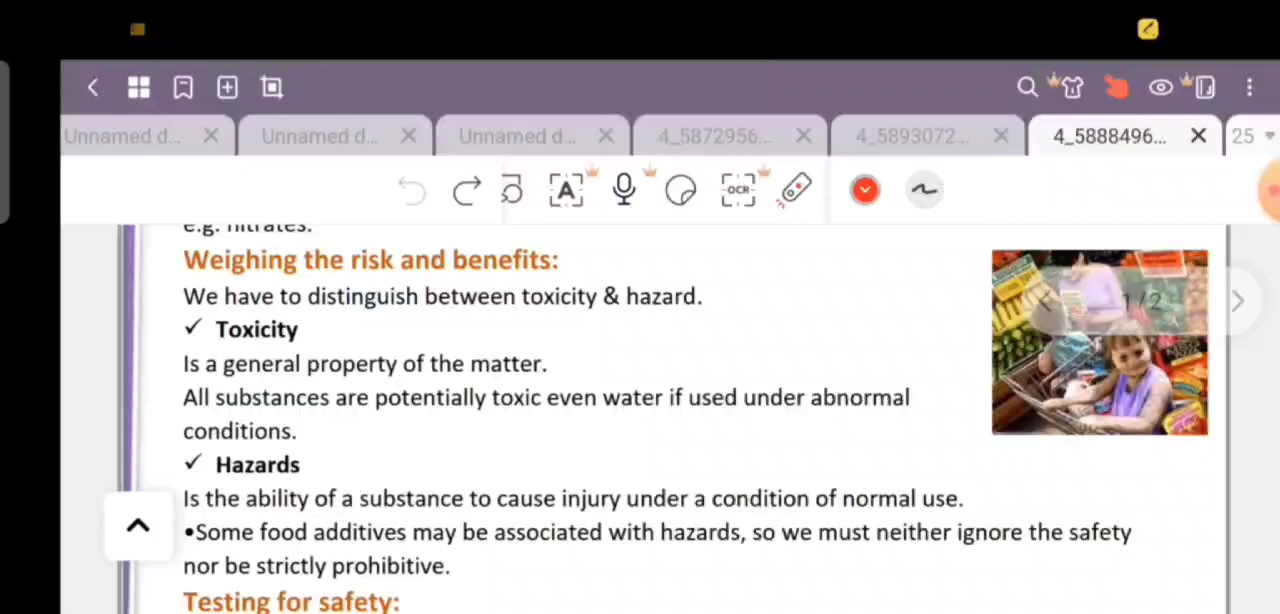 Unnamed d...
Unnamed d...
Unnamed d...
4_5872956...
4_5893072...
4_5888496...
25
A
OCR
e.g. nitrates.
Weighing the risk and benefits:
We have to distinguish between toxicity & hazard.
1/2
✓ Toxicity
Is a general property of the matter.
All substances are potentially toxic even water if used under abnormal
conditions.
✓ Hazards
Is the ability of a substance to cause injury under a condition of normal use.
•Some food additives may be associated with hazards, so we must neither ignore the safety
nor be strictly prohibitive.
Testing for safety: